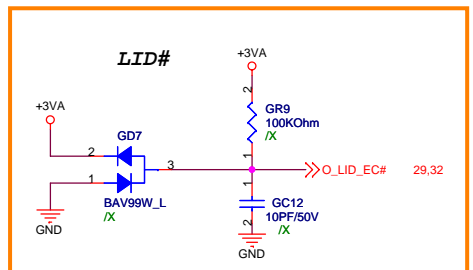 LID#
+3VA
2
GR9
100KOhm
/X
1
+3VA
GD7
2
3
1
BAV99W_L
/X
GND
O_LID_EC# 29,32
1
GC12
10PF/50V
/X
2
GND